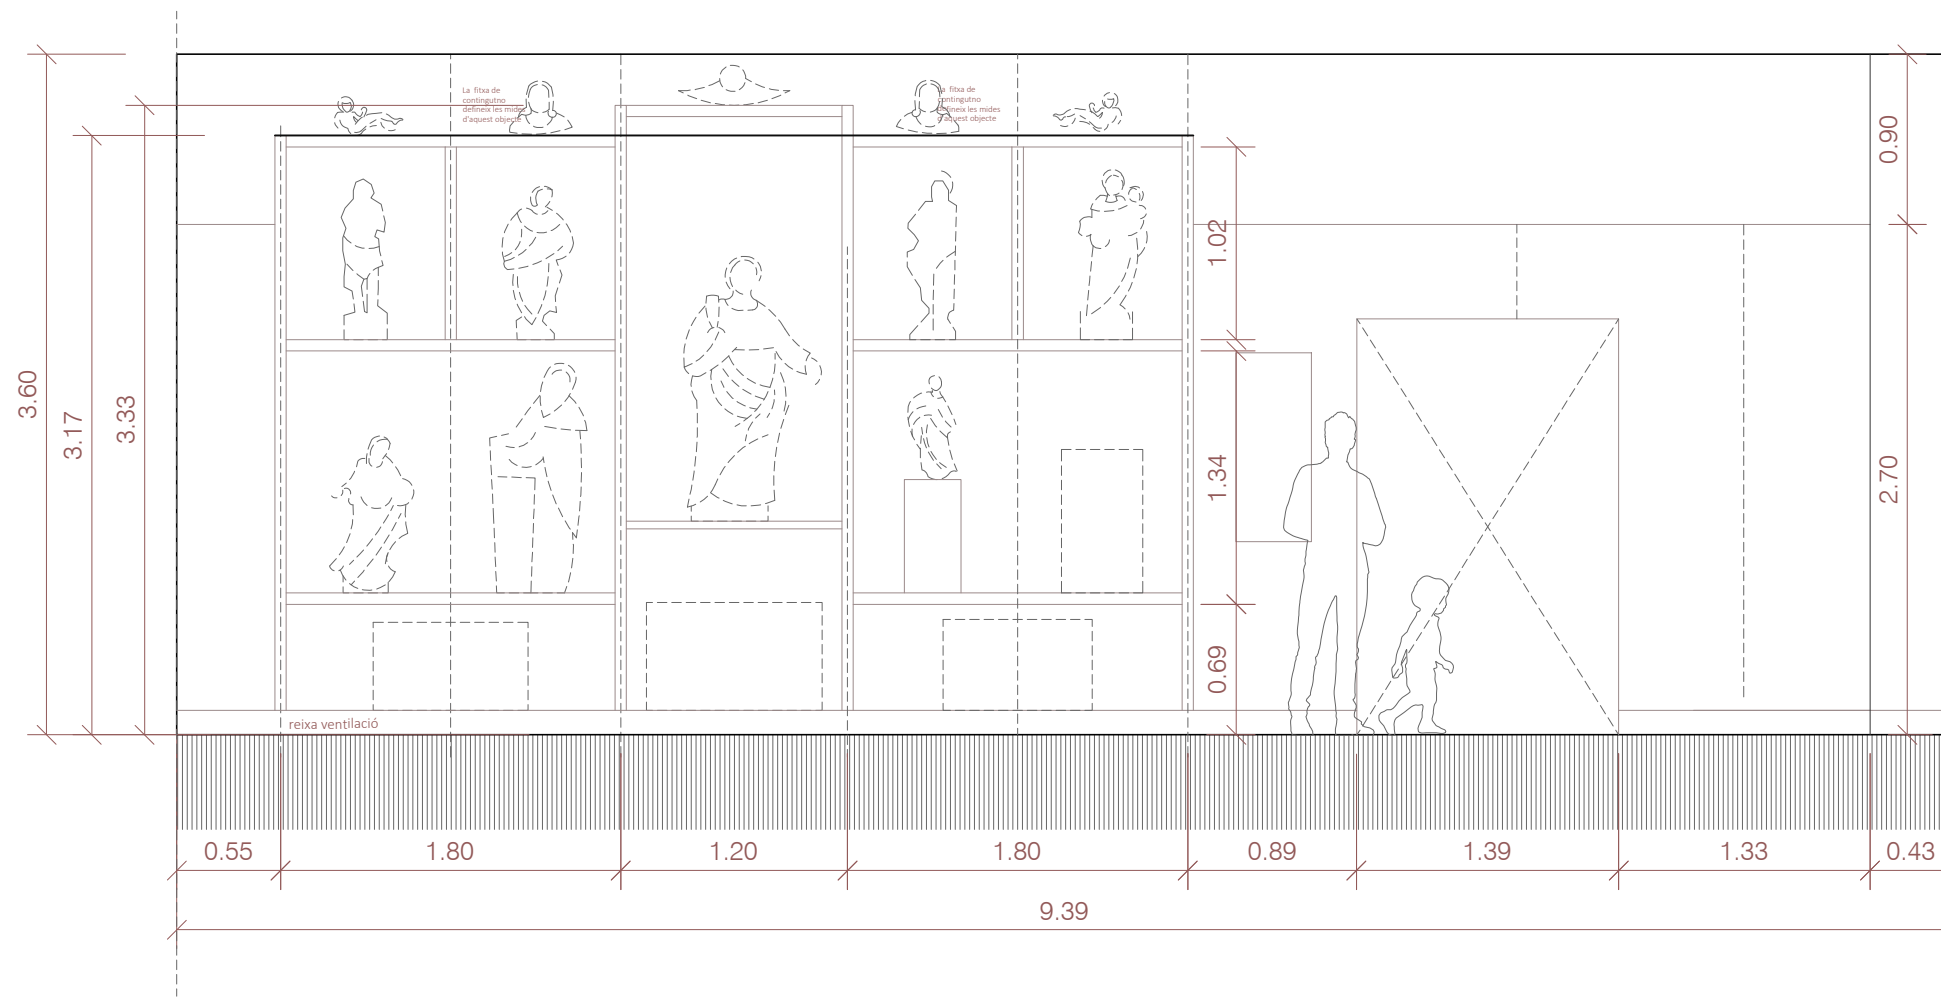 La fitxa de
contingutno
defineix les mides
d'aquest objecte
La fitxa de
contingutno
defineix les mides
d'aquest objecte
0.90
1.02
3.60
3.17
3.33
1.34
2.70
0.69
reixa ventilació
0.55
1.80
1.20
1.80
0.89
1.39
1.33
0.43
9.39